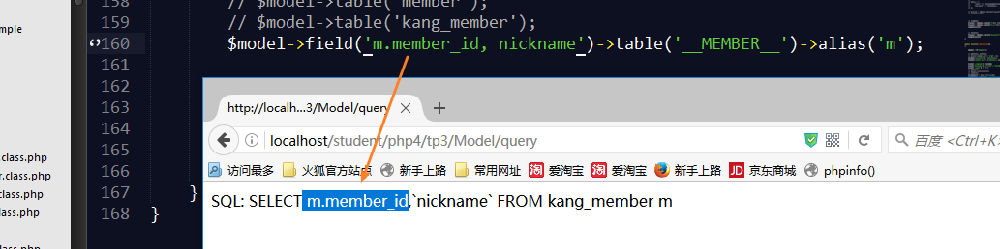 158 // $model->table('member');
mple
159 // $model->table('kang_member');
160 $model->field('m.member_id, nickname')->table('__MEMBER__')->alias('m');
161
162
163
164
165
166
167 }
168 }
.class.php
r.class.php
class.php
class.php
http://localh...3/Model/query
localhost/student/php4/tp3/Model/query
百度 <Ctrl+K>
访问最多 火狐官方站点 新手上路 常用网址 淘 爱淘宝 淘 爱淘宝 新手上路 JD 京东商城 phpinfo()
SQL: SELECT m.member_id,`nickname` FROM kang_member m